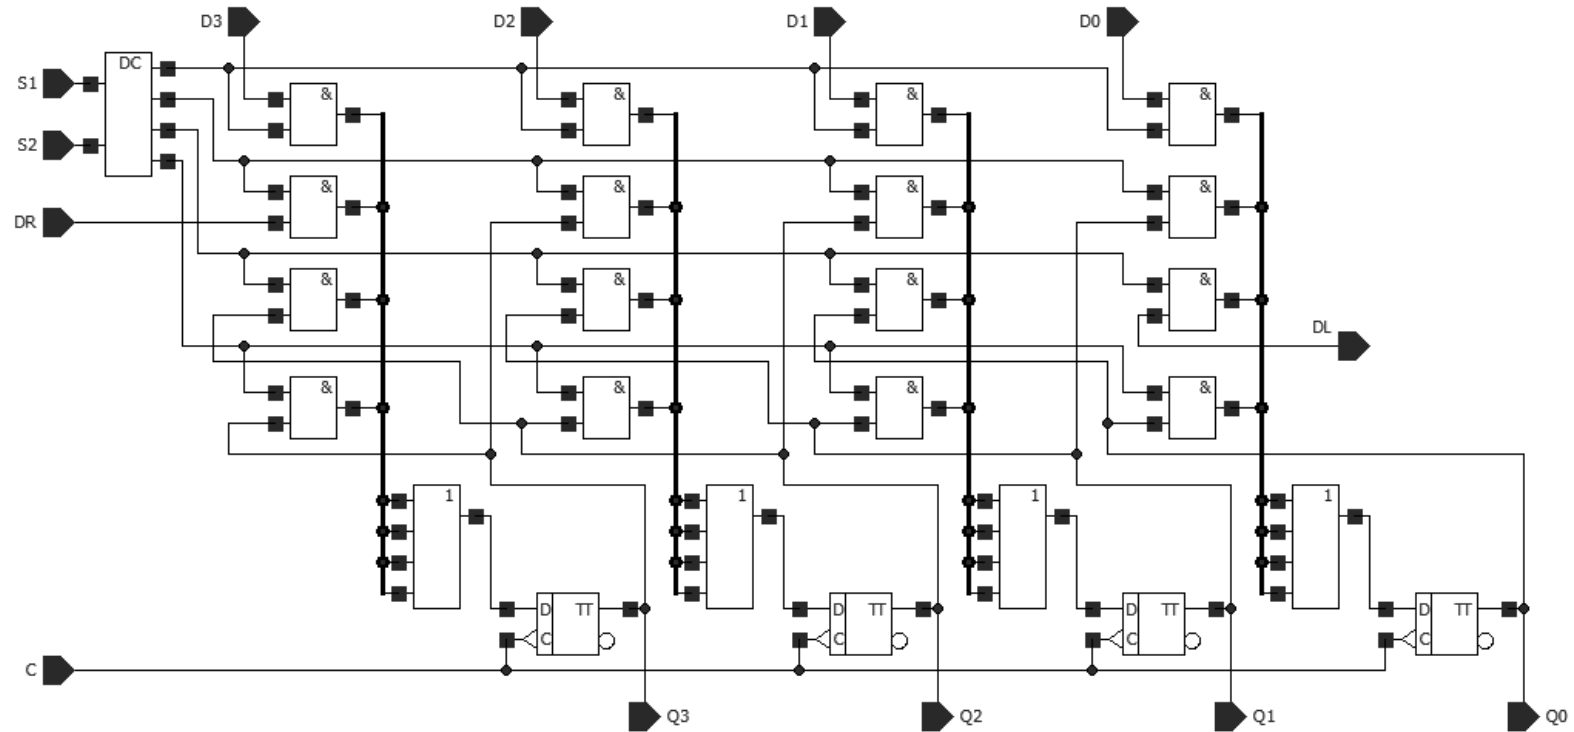 D3 D2 D1 D0
S1 DC & & & &
S2
& & & &
DR
& & & &
DL
& & & &
1 1 1 1
D TT D TT D TT D TT
C C C C
C
Q3 Q2 Q1 Q0